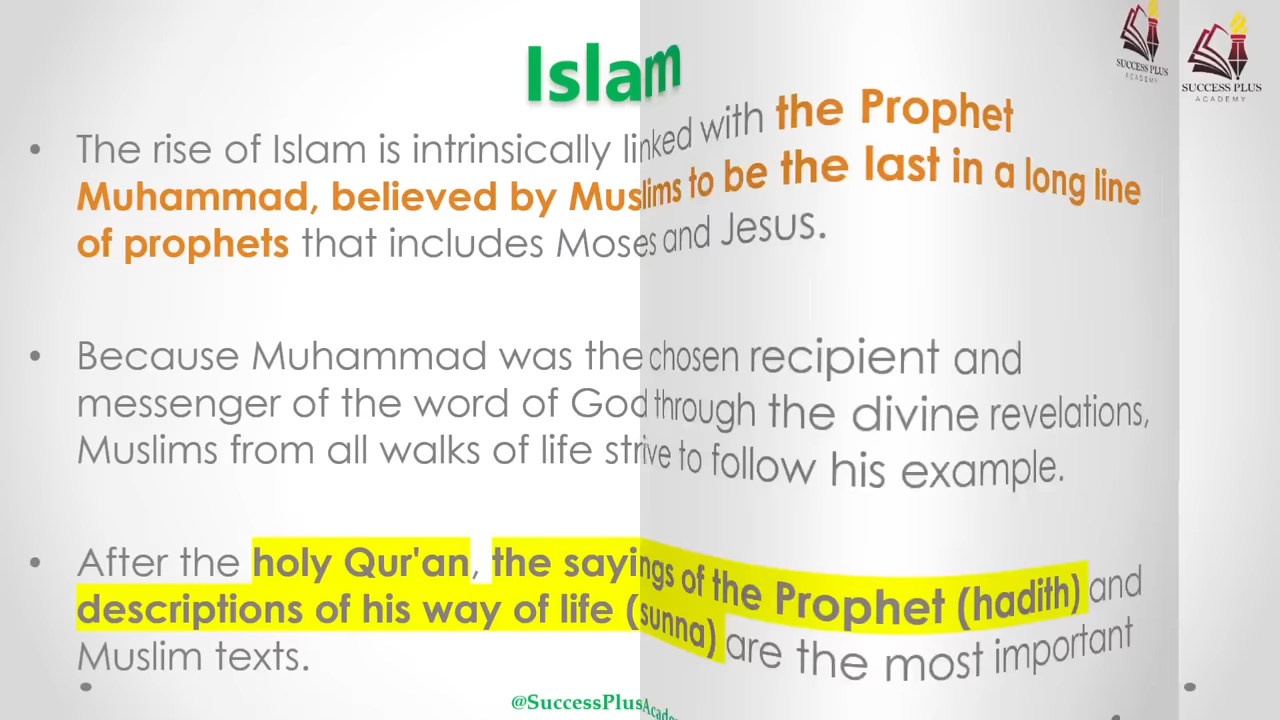 Islam
SUCCESS PLUS
ACADEMY
SUCCESS PLUS
ACADEMY
• The rise of Islam is intrinsically linked with the Prophet
Muhammad, believed by Muslims to be the last in a long line
of prophets that includes Moses and Jesus.
• Because Muhammad was the chosen recipient and
messenger of the word of God through the divine revelations,
Muslims from all walks of life strive to follow his example.
• After the holy Qur'an, the sayings of the Prophet (hadith) and
descriptions of his way of life (sunna) are the most important
Muslim texts.
@SuccessPlusAcade